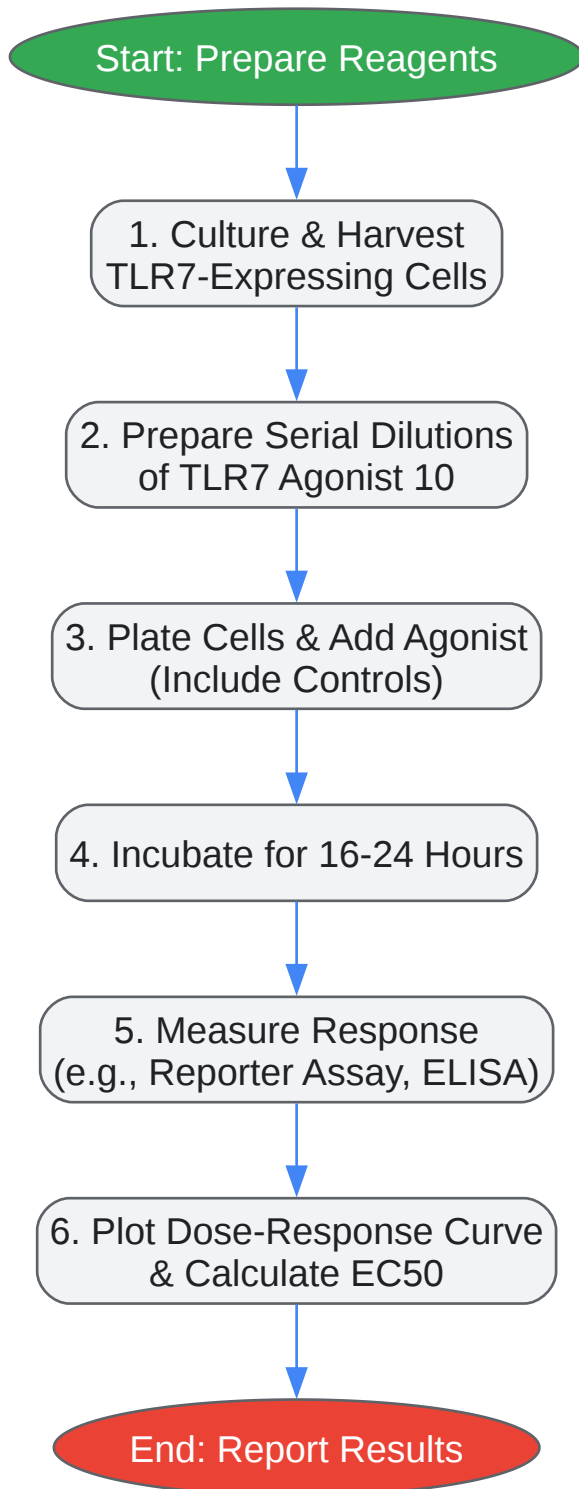 Start: Prepare Reagents
1. Culture & Harvest
TLR7-Expressing Cells
2. Prepare Serial Dilutions
of TLR7 Agonist 10
3. Plate Cells & Add Agonist
(Include Controls)
4. Incubate for 16-24 Hours
5. Measure Response
(e.g., Reporter Assay, ELISA)
6. Plot Dose-Response Curve
& Calculate EC50
End: Report Results